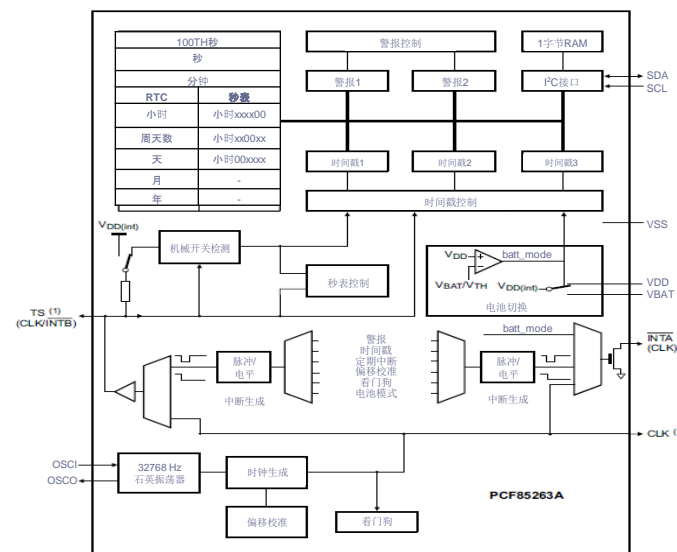 100TH秒
秒
分钟
RTC 秒表
小时 小时xxxx00
周天数 小时xx00xx
天 小时00xxxx
月 -
年 -
警报控制
1字节RAM
警报1
警报2
I²C接口
SDA
SCL
时间戳1
时间戳2
时间戳3
时间戳控制
VSS
VDD(int)
机械开关检测
秒表控制
VDD
batt_mode
VBAT/VTH
VDD(int)
电池切换
VDD
VBAT
TS (1)
(CLK/INTB)
脉冲/
电平
中断生成
警报
时间戳
定期中断
偏移校准
看门狗
电池模式
batt_mode
脉冲/
电平
中断生成
INTA
(CLK)
CLK (
OSCI
OSCO
32768 Hz
石英振荡器
时钟生成
偏移校准
看门狗
PCF85263A